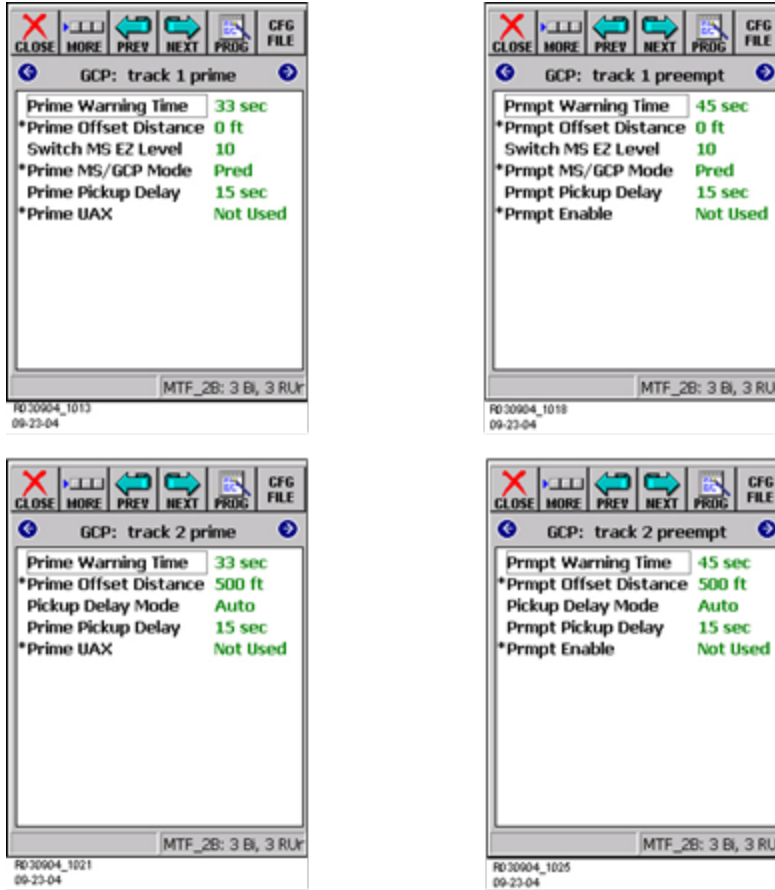 CLOSE MORE PREV NEXT PROG CFG FILE
GCP: track 1 prime
Prime Warning Time 33 sec
*Prime Offset Distance 0 ft
Switch MS EZ Level 10
*Prime MS/GCP Mode Pred
Prime Pickup Delay 15 sec
*Prime UAX Not Used
MTF_2B: 3 Bi, 3 RUr
R030904_1013
09-23-04
CLOSE MORE PREV NEXT PROG CFG FILE
GCP: track 1 preempt
Prmpt Warning Time 45 sec
*Prmpt Offset Distance 0 ft
Switch MS EZ Level 10
*Prmpt MS/GCP Mode Pred
Prmpt Pickup Delay 15 sec
*Prmpt Enable Not Used
MTF_2B: 3 Bi, 3 RU
R030904_1018
09-23-04
CLOSE MORE PREV NEXT PROG CFG FILE
GCP: track 2 prime
Prime Warning Time 33 sec
*Prime Offset Distance 500 ft
Pickup Delay Mode Auto
Prime Pickup Delay 15 sec
*Prime UAX Not Used
MTF_2B: 3 Bi, 3 RUr
R030904_1021
09-23-04
CLOSE MORE PREV NEXT PROG CFG FILE
GCP: track 2 preempt
Prmpt Warning Time 45 sec
*Prmpt Offset Distance 500 ft
Pickup Delay Mode Auto
Prmpt Pickup Delay 15 sec
*Prmpt Enable Not Used
MTF_2B: 3 Bi, 3 RU
R030904_1025
09-23-04